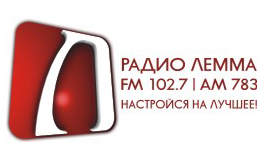 Л
РАДИО ЛЕММА
FM 102.7 | AM 783
НАСТРОЙСЯ НА ЛУЧШЕЕ!